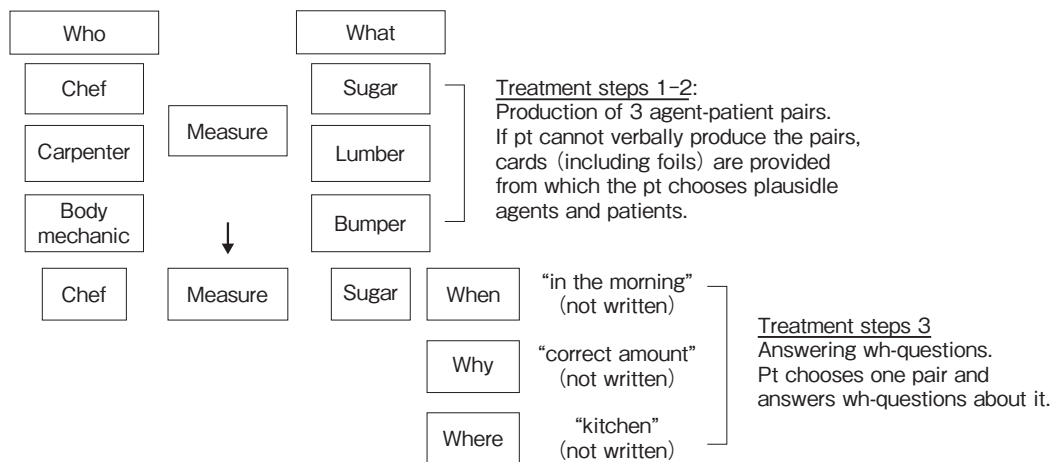 Who
What
Chef
Sugar
Measure
Carpenter
Lumber
Body
mechanic
Bumper
Treatment steps 1-2:
Production of 3 agent-patient pairs.
If pt cannot verbally produce the pairs,
cards (including foils) are provided
from which the pt chooses plausidle
agents and patients.
Chef
Measure
Sugar
When
“in the morning”
(not written)
Why
“correct amount”
(not written)
Where
“kitchen”
(not written)
Treatment steps 3
Answering wh-questions.
Pt chooses one pair and
answers wh-questions about it.